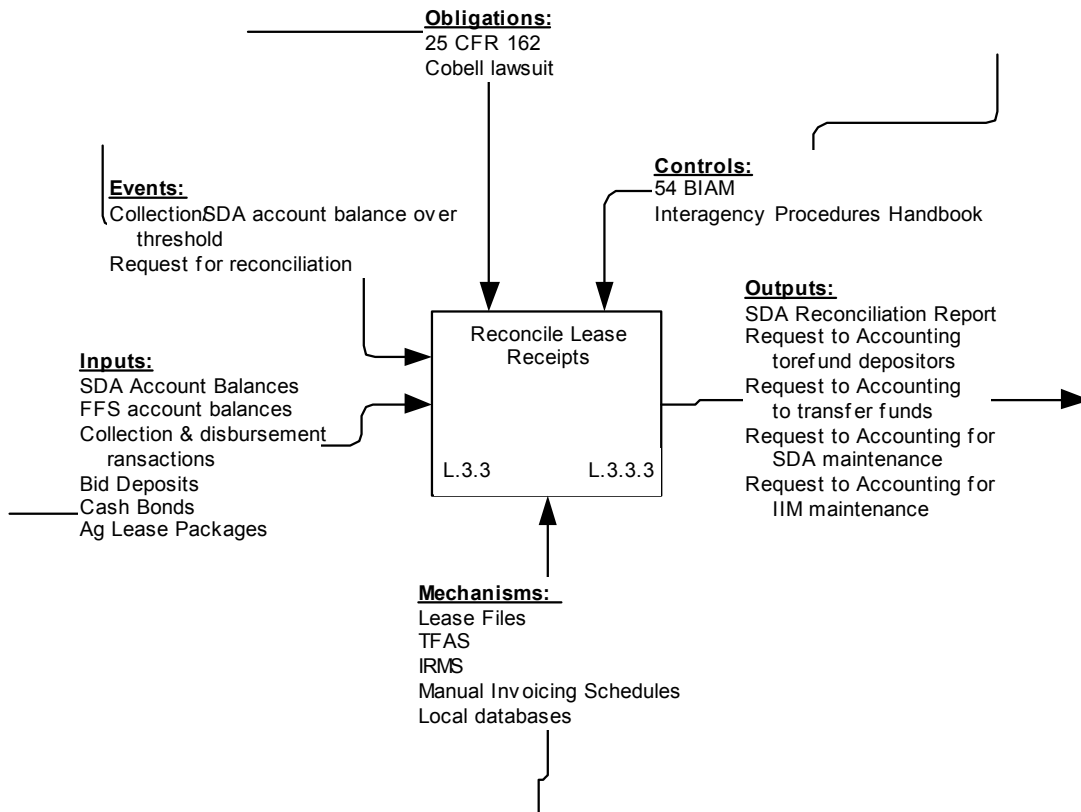 Obligations:
25 CFR 162
Cobell lawsuit
Controls:
54 BIAM
Interagency Procedures Handbook
Events:
Collection/SDA account balance over
threshold
Request for reconciliation
Inputs:
SDA Account Balances
FFS account balances
Collection & disbursement
ransactions
Bid Deposits
Cash Bonds
Ag Lease Packages
Reconcile Lease
Receipts
L.3.3 L.3.3.3
Outputs:
SDA Reconciliation Report
Request to Accounting
torefund depositors
Request to Accounting
to transfer funds
Request to Accounting for
SDA maintenance
Request to Accounting for
IIM maintenance
Mechanisms:
Lease Files
TFAS
IRMS
Manual Invoicing Schedules
Local databases